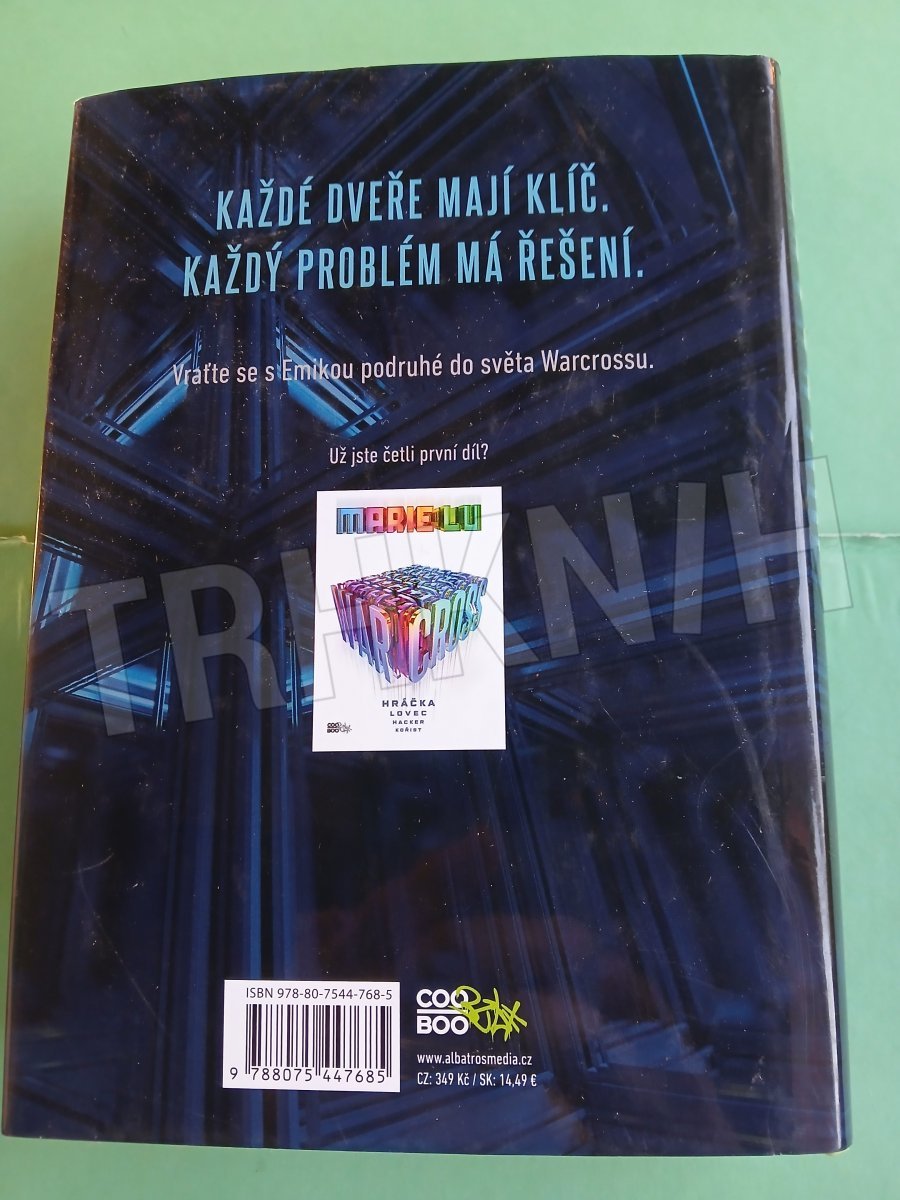 KAŽDÉ DVEŘE MAJÍ KLÍČ.
KAŽDÝ PROBLÉM MÁ ŘEŠENÍ.
Vraťte se s Emikou podruhé do světa Warcrossu.
Už jste četli první díl?
MARIE LU
WARCROSS
HRÁČKA
LOVEC
HACKER
KOŘIST
COO
BOO
TRHKNIH
ISBN 978-80-7544-768-5
9 788075 447685
COO
BOO
www.albatrosmedia.cz
CZ: 349 Kč / SK: 14,49 €